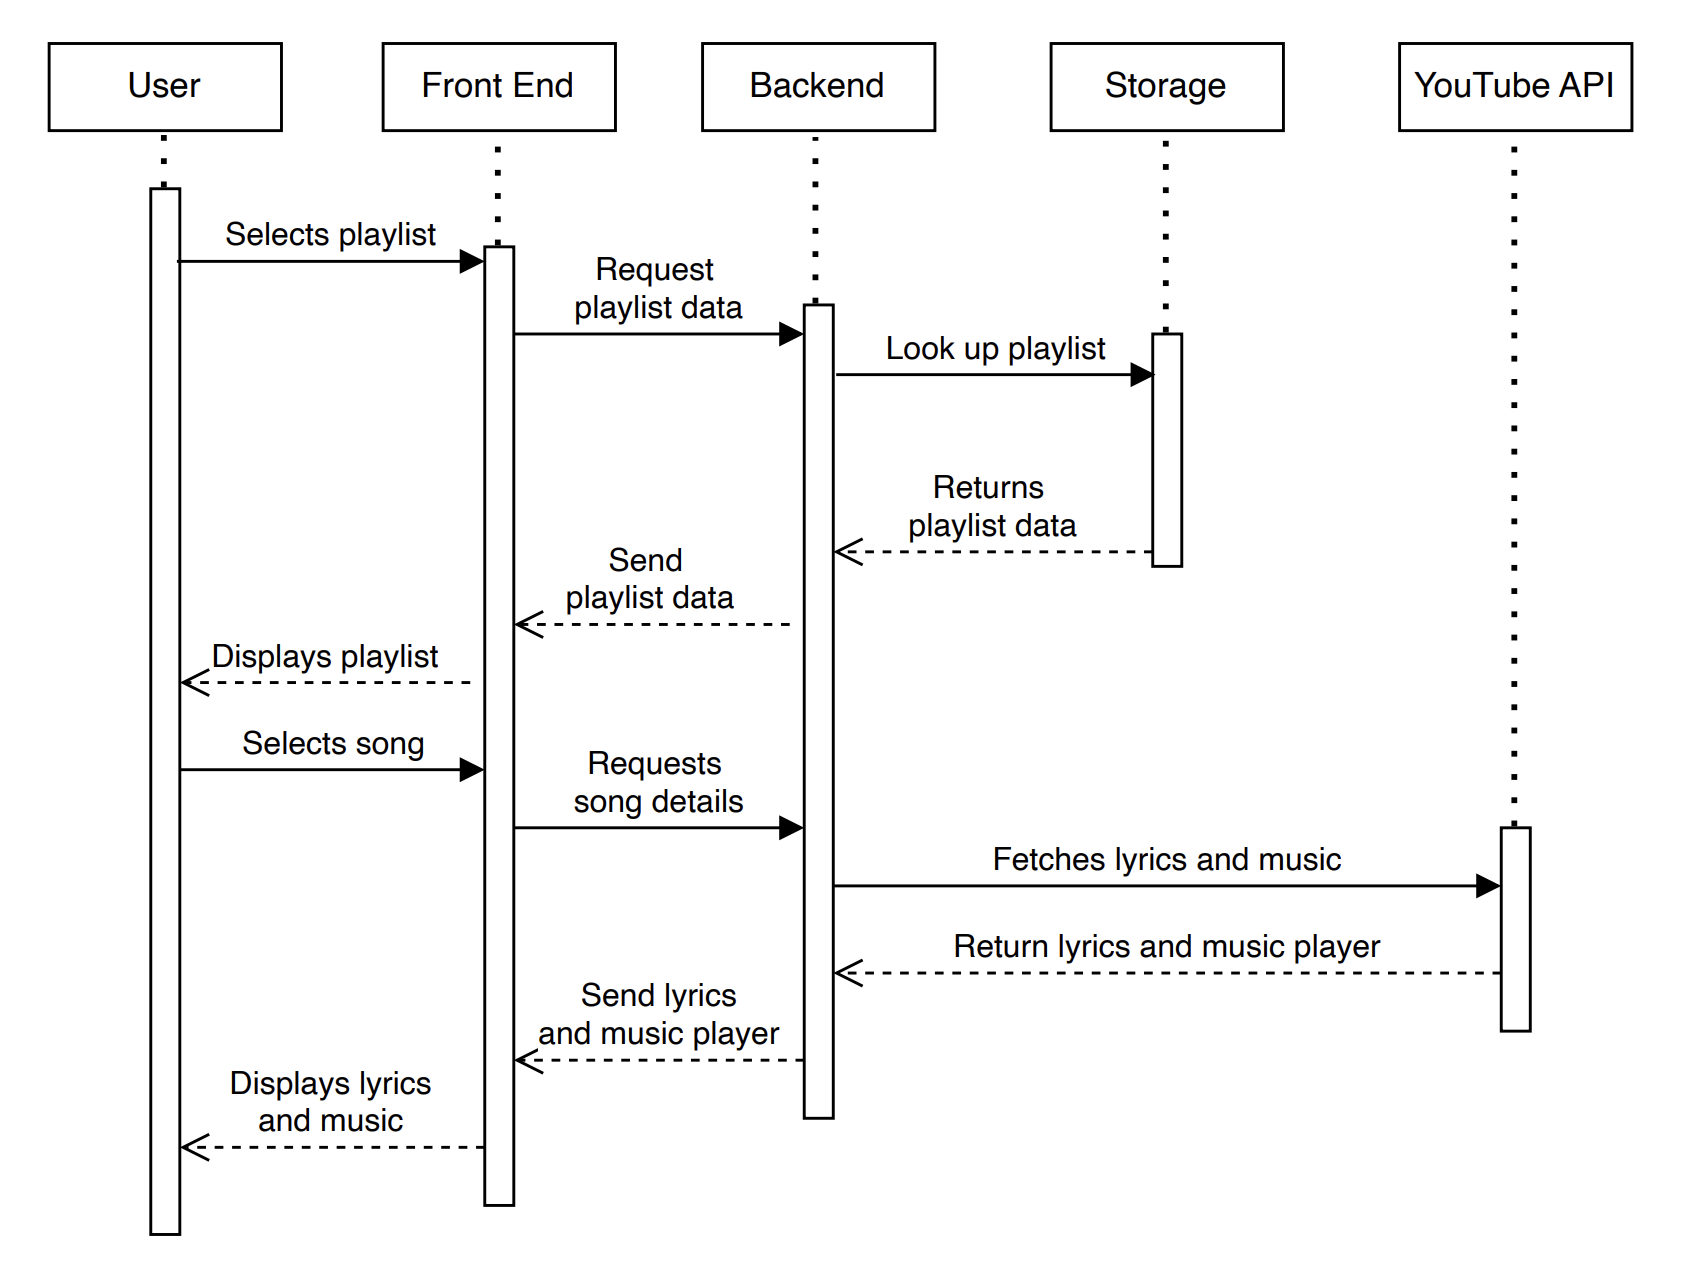 User
Front End
Backend
Storage
YouTube API
Selects playlist
Request
playlist data
Look up playlist
Returns
playlist data
Send
playlist data
Displays playlist
Selects song
Requests
song details
Fetches lyrics and music
Return lyrics and music player
Send lyrics
and music player
Displays lyrics
and music